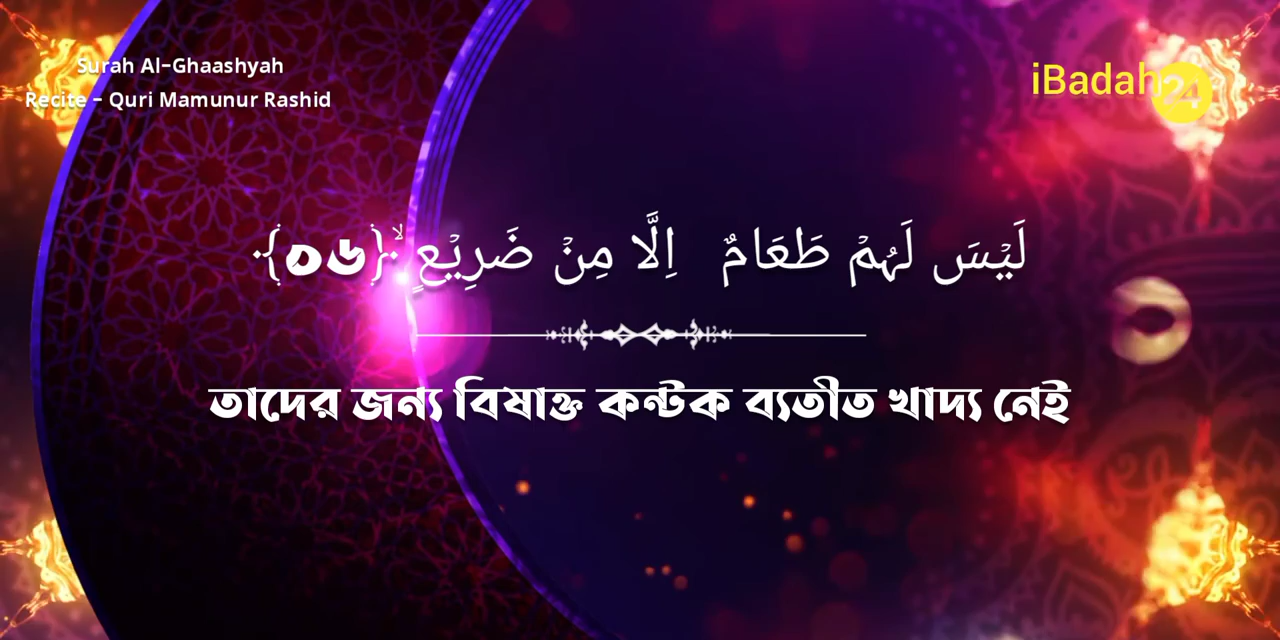 Surah Al-Ghaashyah
Recite - Quri Mamunur Rashid
iBadah24
لَيْسَ لَهُمْ طَعَامٌ اِلَّا مِنْ ضَرِيْعٍ ۙ {০৬}
তাদের জন্য বিষাক্ত কন্টক ব্যতীত খাদ্য নেই